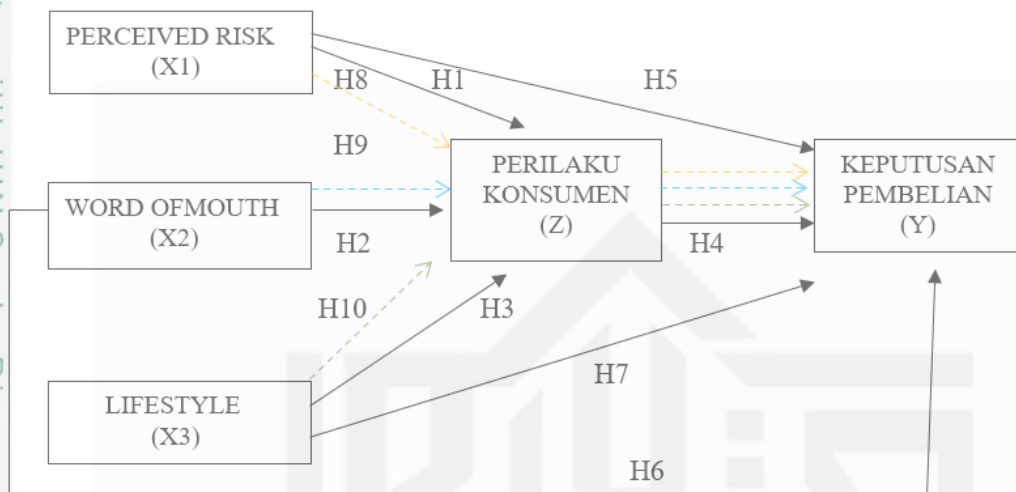 PERCEIVED RISK
(X1)
H8
H1
H5
H9
PERILAKU
KONSUMEN
(Z)
KEPUTUSAN
PEMBELIAN
(Y)
WORD OFMOUTH
(X2)
H2
H4
H10
H3
LIFESTYLE
(X3)
H7
H6